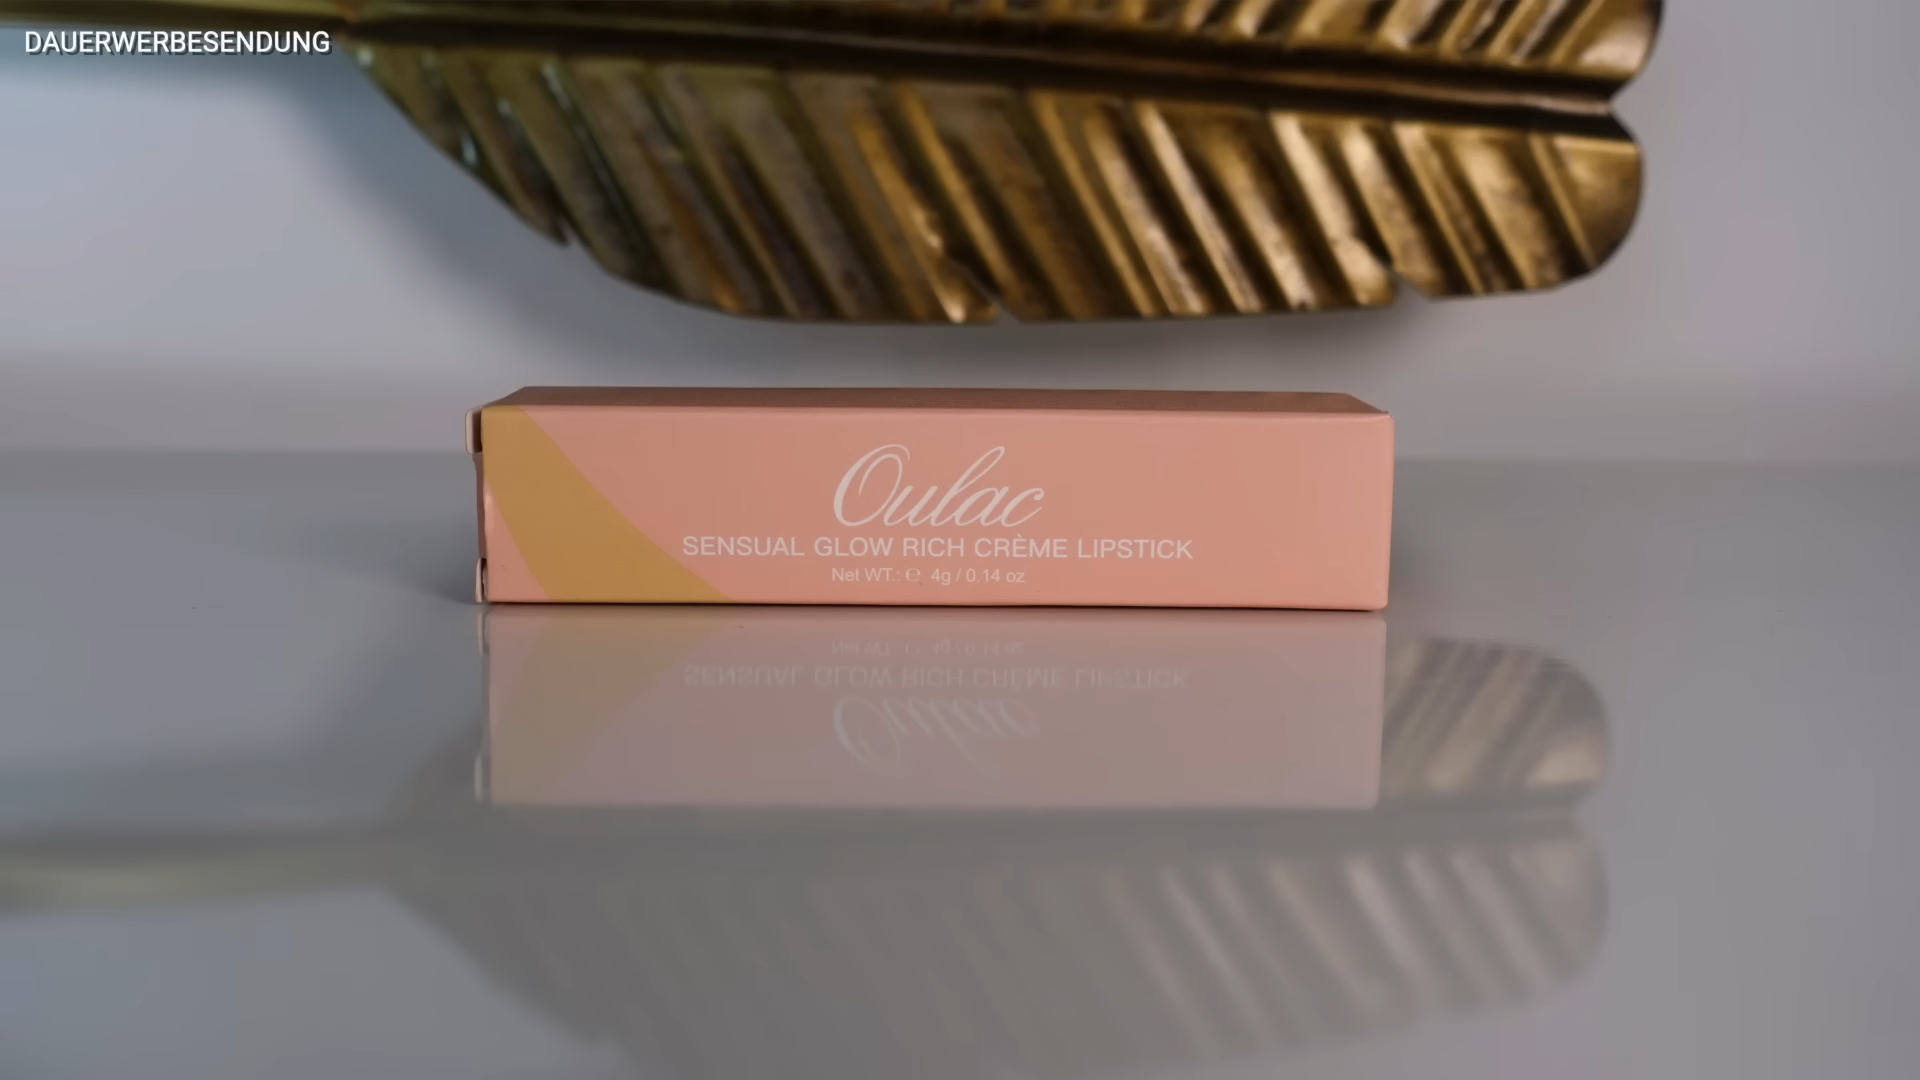 DAUERWERBESENDUNG
Oulac
SENSUAL GLOW RICH CRÈME LIPSTICK
Net WT.: ℮ 4g / 0.14 oz